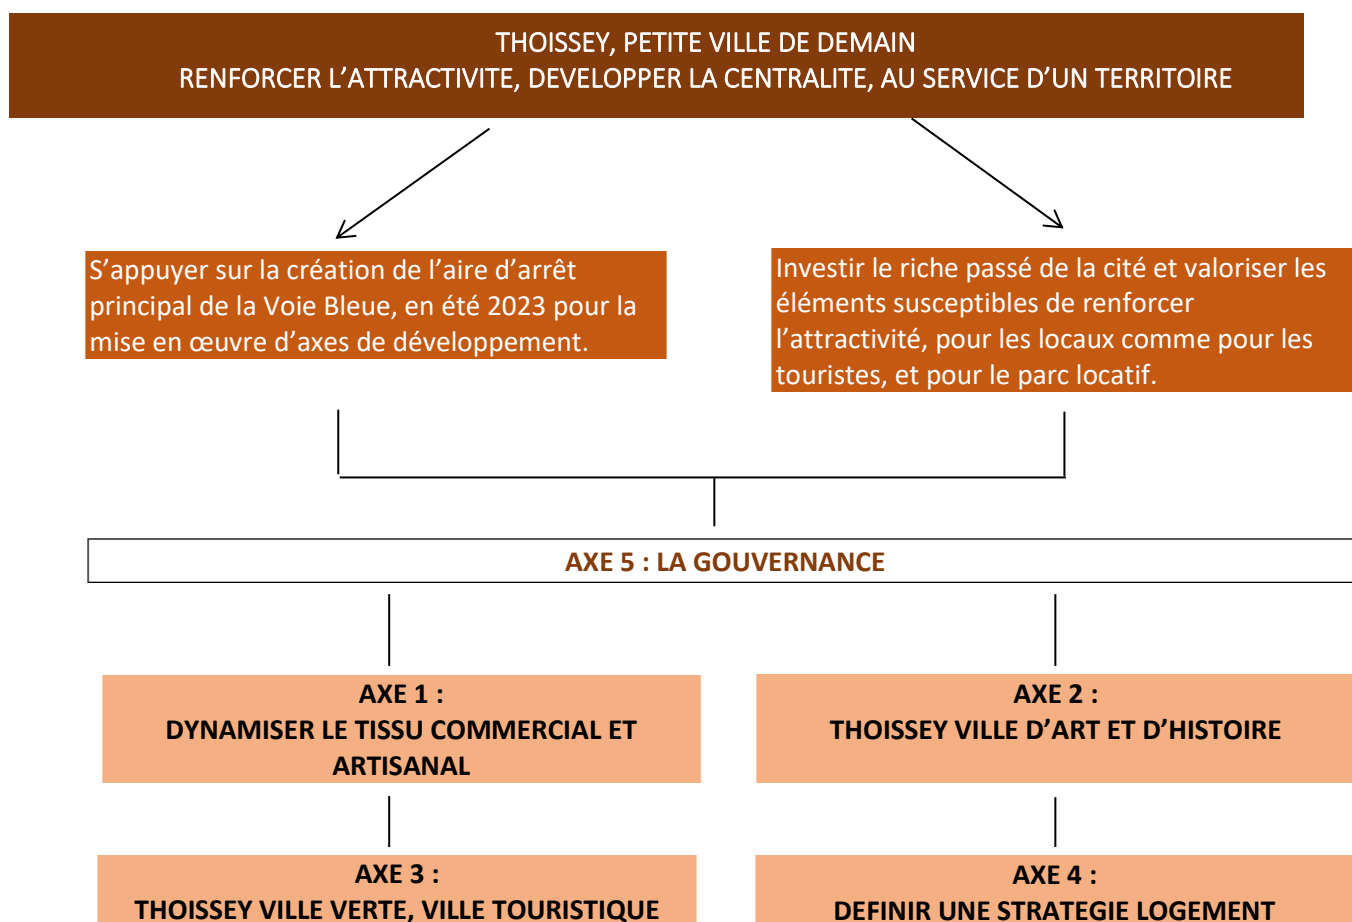 THOISSEY, PETITE VILLE DE DEMAIN
RENFORCER L’ATTRACTIVITE, DEVELOPPER LA CENTRALITE, AU SERVICE D’UN TERRITOIRE
S’appuyer sur la création de l’aire d’arrêt
principal de la Voie Bleue, en été 2023 pour la
mise en œuvre d’axes de développement.
Investir le riche passé de la cité et valoriser les
éléments susceptibles de renforcer
l’attractivité, pour les locaux comme pour les
touristes, et pour le parc locatif.
AXE 5 : LA GOUVERNANCE
AXE 1 :
DYNAMISER LE TISSU COMMERCIAL ET
ARTISANAL
AXE 2 :
THOISSEY VILLE D’ART ET D’HISTOIRE
AXE 3 :
THOISSEY VILLE VERTE, VILLE TOURISTIQUE
AXE 4 :
DEFINIR UNE STRATEGIE LOGEMENT